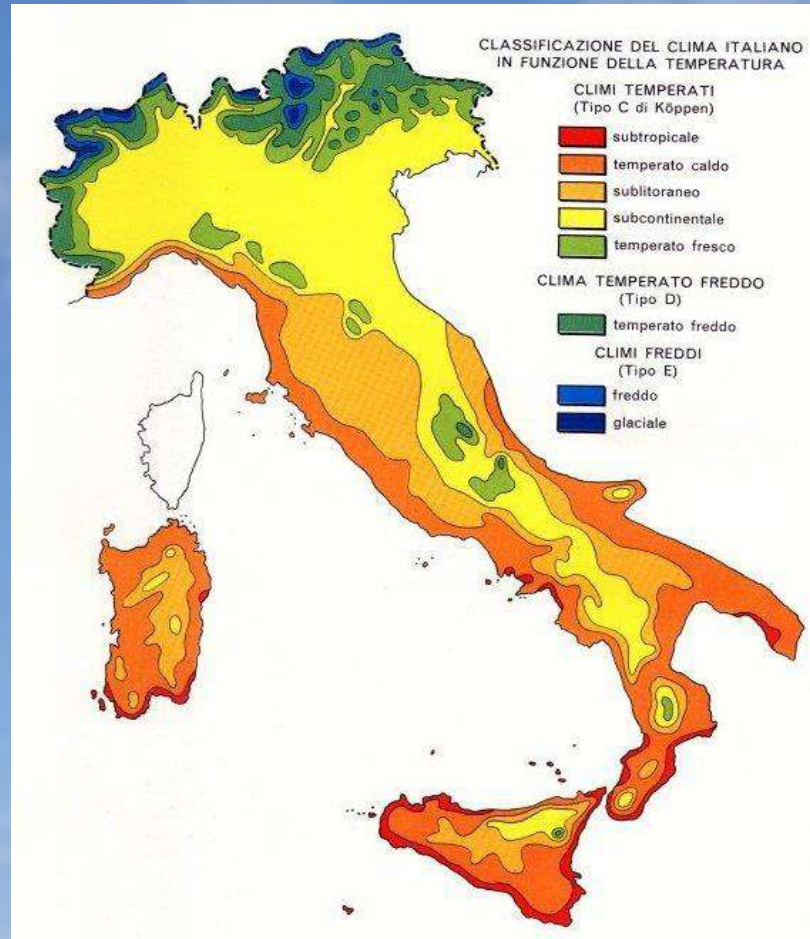 CLASSIFICAZIONE DEL CLIMA ITALIANO
IN FUNZIONE DELLA TEMPERATURA
CLIMI TEMPERATI
(Tipo C di Köppen)
subtropicale
temperato caldo
sublitoraneo
subcontinentale
temperato fresco
CLIMA TEMPERATO FREDDO
(Tipo D)
temperato freddo
CLIMI FREDDI
(Tipo E)
freddo
glaciale